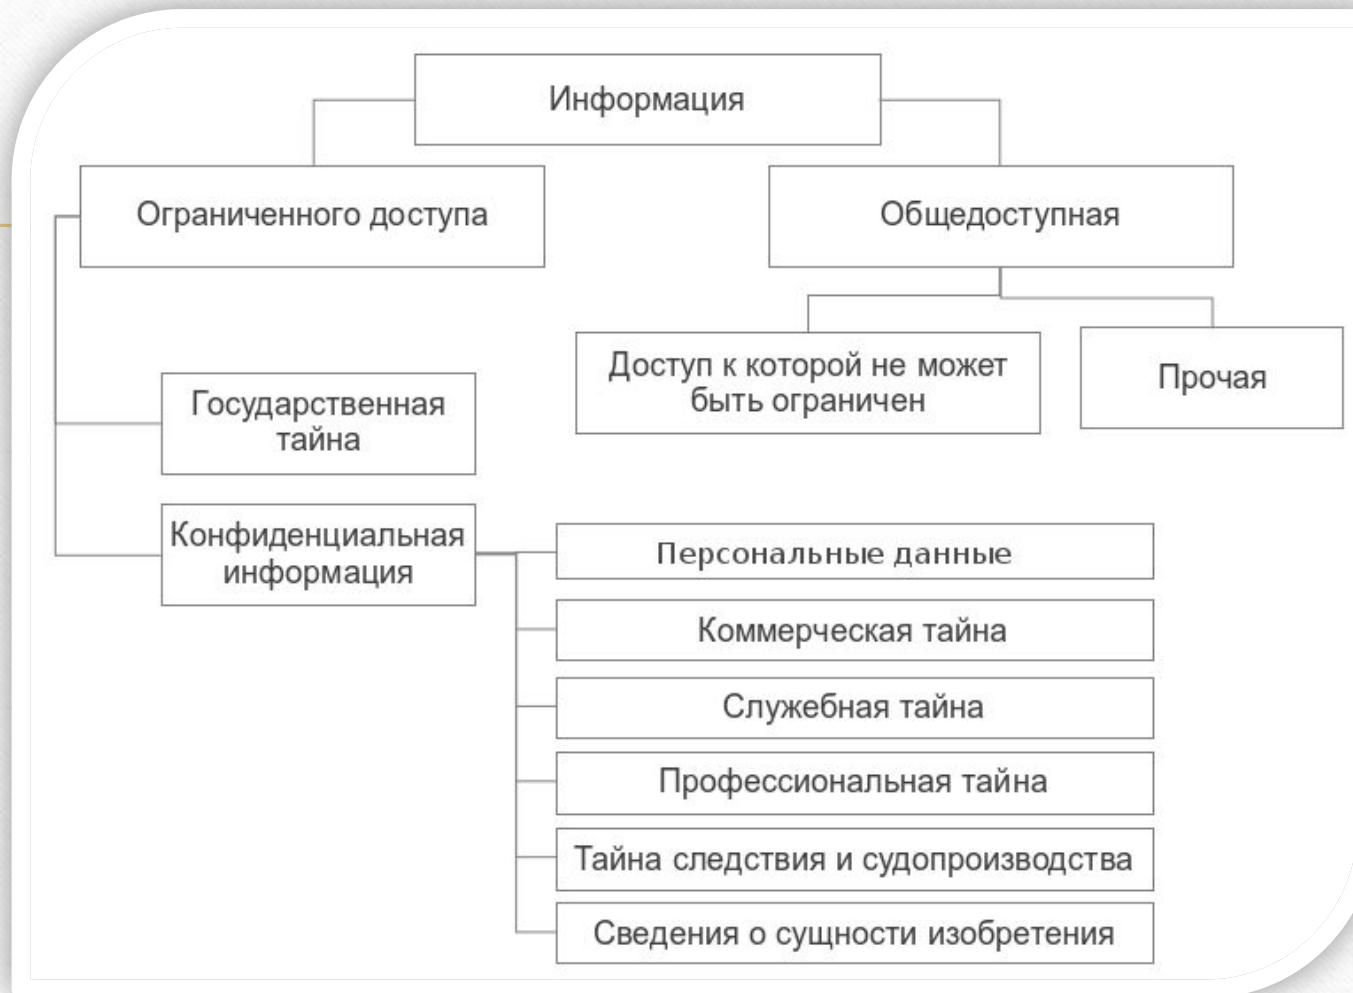 Информация
Ограниченного доступа
Общедоступная
Доступ к которой не может
быть ограничен
Прочая
Государственная
тайна
Конфиденциальная
информация
Персональные данные
Коммерческая тайна
Служебная тайна
Профессиональная тайна
Тайна следствия и судопроизводства
Сведения о сущности изобретения